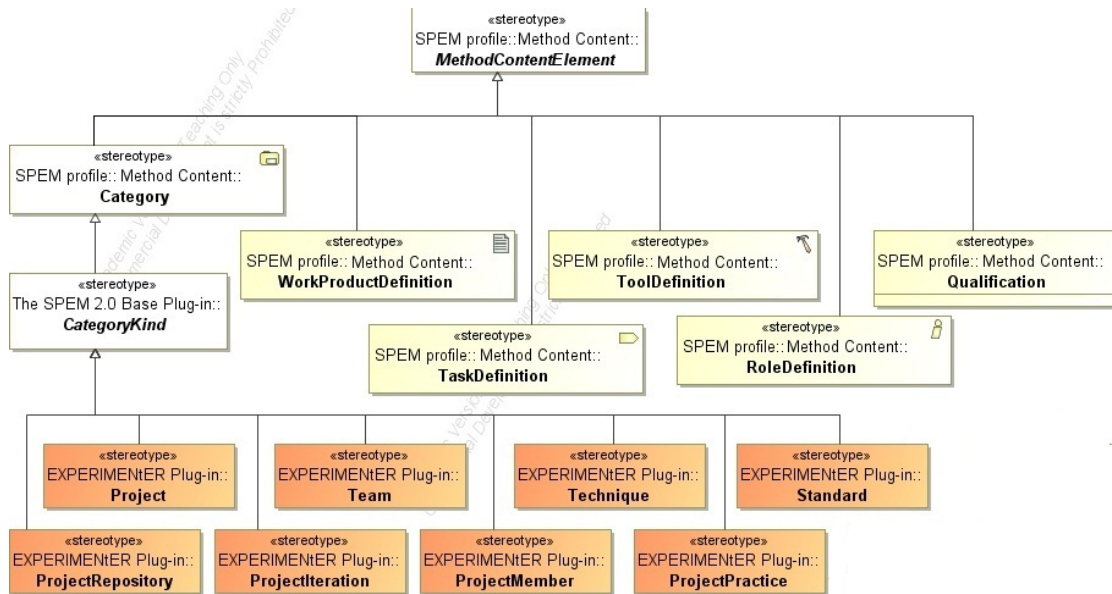 «stereotype»
SPEM profile::Method Content::
MethodContentElement
«stereotype»
SPEM profile:: Method Content::
Category
«stereotype»
SPEM profile:: Method Content::
WorkProductDefinition
«stereotype»
SPEM profile:: Method Content::
ToolDefinition
«stereotype»
SPEM profile:: Method Content::
Qualification
«stereotype»
The SPEM 2.0 Base Plug-in::
CategoryKind
«stereotype»
SPEM profile:: Method Content::
TaskDefinition
«stereotype»
SPEM profile:: Method Content::
RoleDefinition
«stereotype»
EXPERIMENtER Plug-in::
Project
«stereotype»
EXPERIMENtER Plug-in::
Team
«stereotype»
EXPERIMENtER Plug-in::
Technique
«stereotype»
EXPERIMENtER Plug-in::
Standard
«stereotype»
EXPERIMENtER Plug-in::
ProjectRepository
«stereotype»
EXPERIMENtER Plug-in::
ProjectIteration
«stereotype»
EXPERIMENtER Plug-in::
ProjectMember
«stereotype»
EXPERIMENtER Plug-in::
ProjectPractice